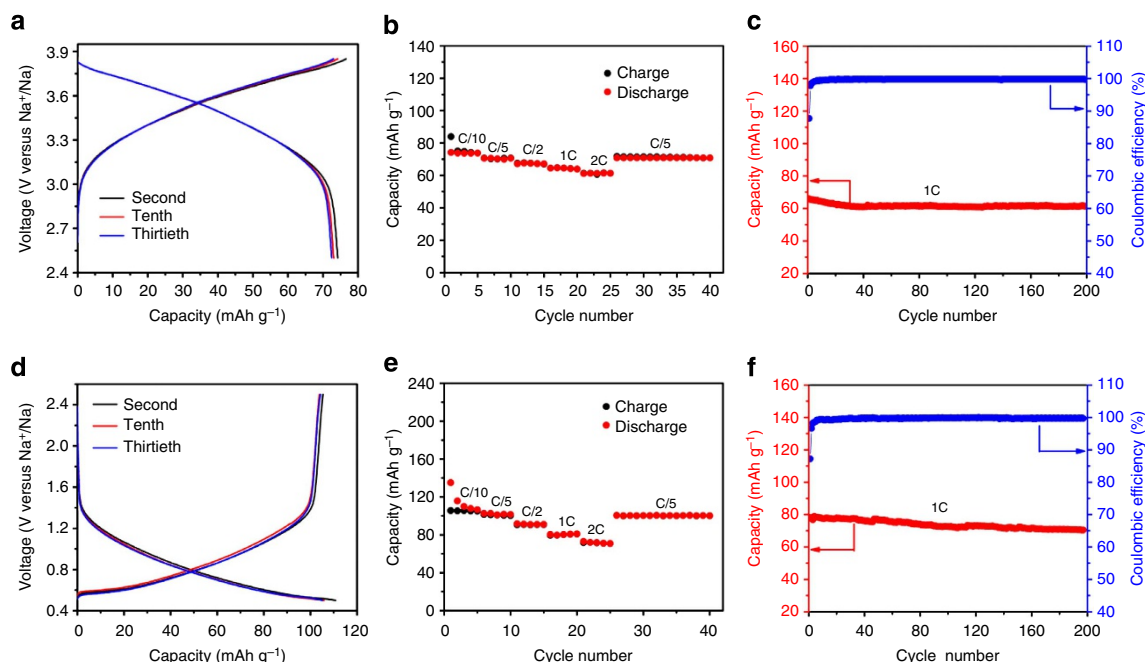 a
3.9
3.6
3.3
3.0
2.7
2.4
Voltage (V versus Na⁺/Na)
Second
Tenth
Thirtieth
0 10 20 30 40 50 60 70 80
Capacity (mAh g⁻¹)
b
140
120
100
80
60
40
20
0
Capacity (mAh g⁻¹)
Charge
Discharge
C/10
C/5
C/2
1C
2C
C/5
0 5 10 15 20 25 30 35 40
Cycle number
c
160
140
120
100
80
60
40
20
Capacity (mAh g⁻¹)
1C
110
100
90
80
70
60
50
40
Coulombic efficiency (%)
0 40 80 120 160 200
Cycle number
d
2.4
2.0
1.6
1.2
0.8
0.4
Voltage (V versus Na⁺/Na)
Second
Tenth
Thirtieth
0 20 40 60 80 100 120
Capacity (mAh g⁻¹)
e
240
200
160
120
80
40
0
Capacity (mAh g⁻¹)
Charge
Discharge
C/10
C/5
C/2
1C
2C
C/5
0 10 20 30 40
Cycle number
f
160
140
120
100
80
60
40
20
Capacity (mAh g⁻¹)
1C
110
100
90
80
70
60
50
40
Coulombic efficiency (%)
0 40 80 120 160 200
Cycle number